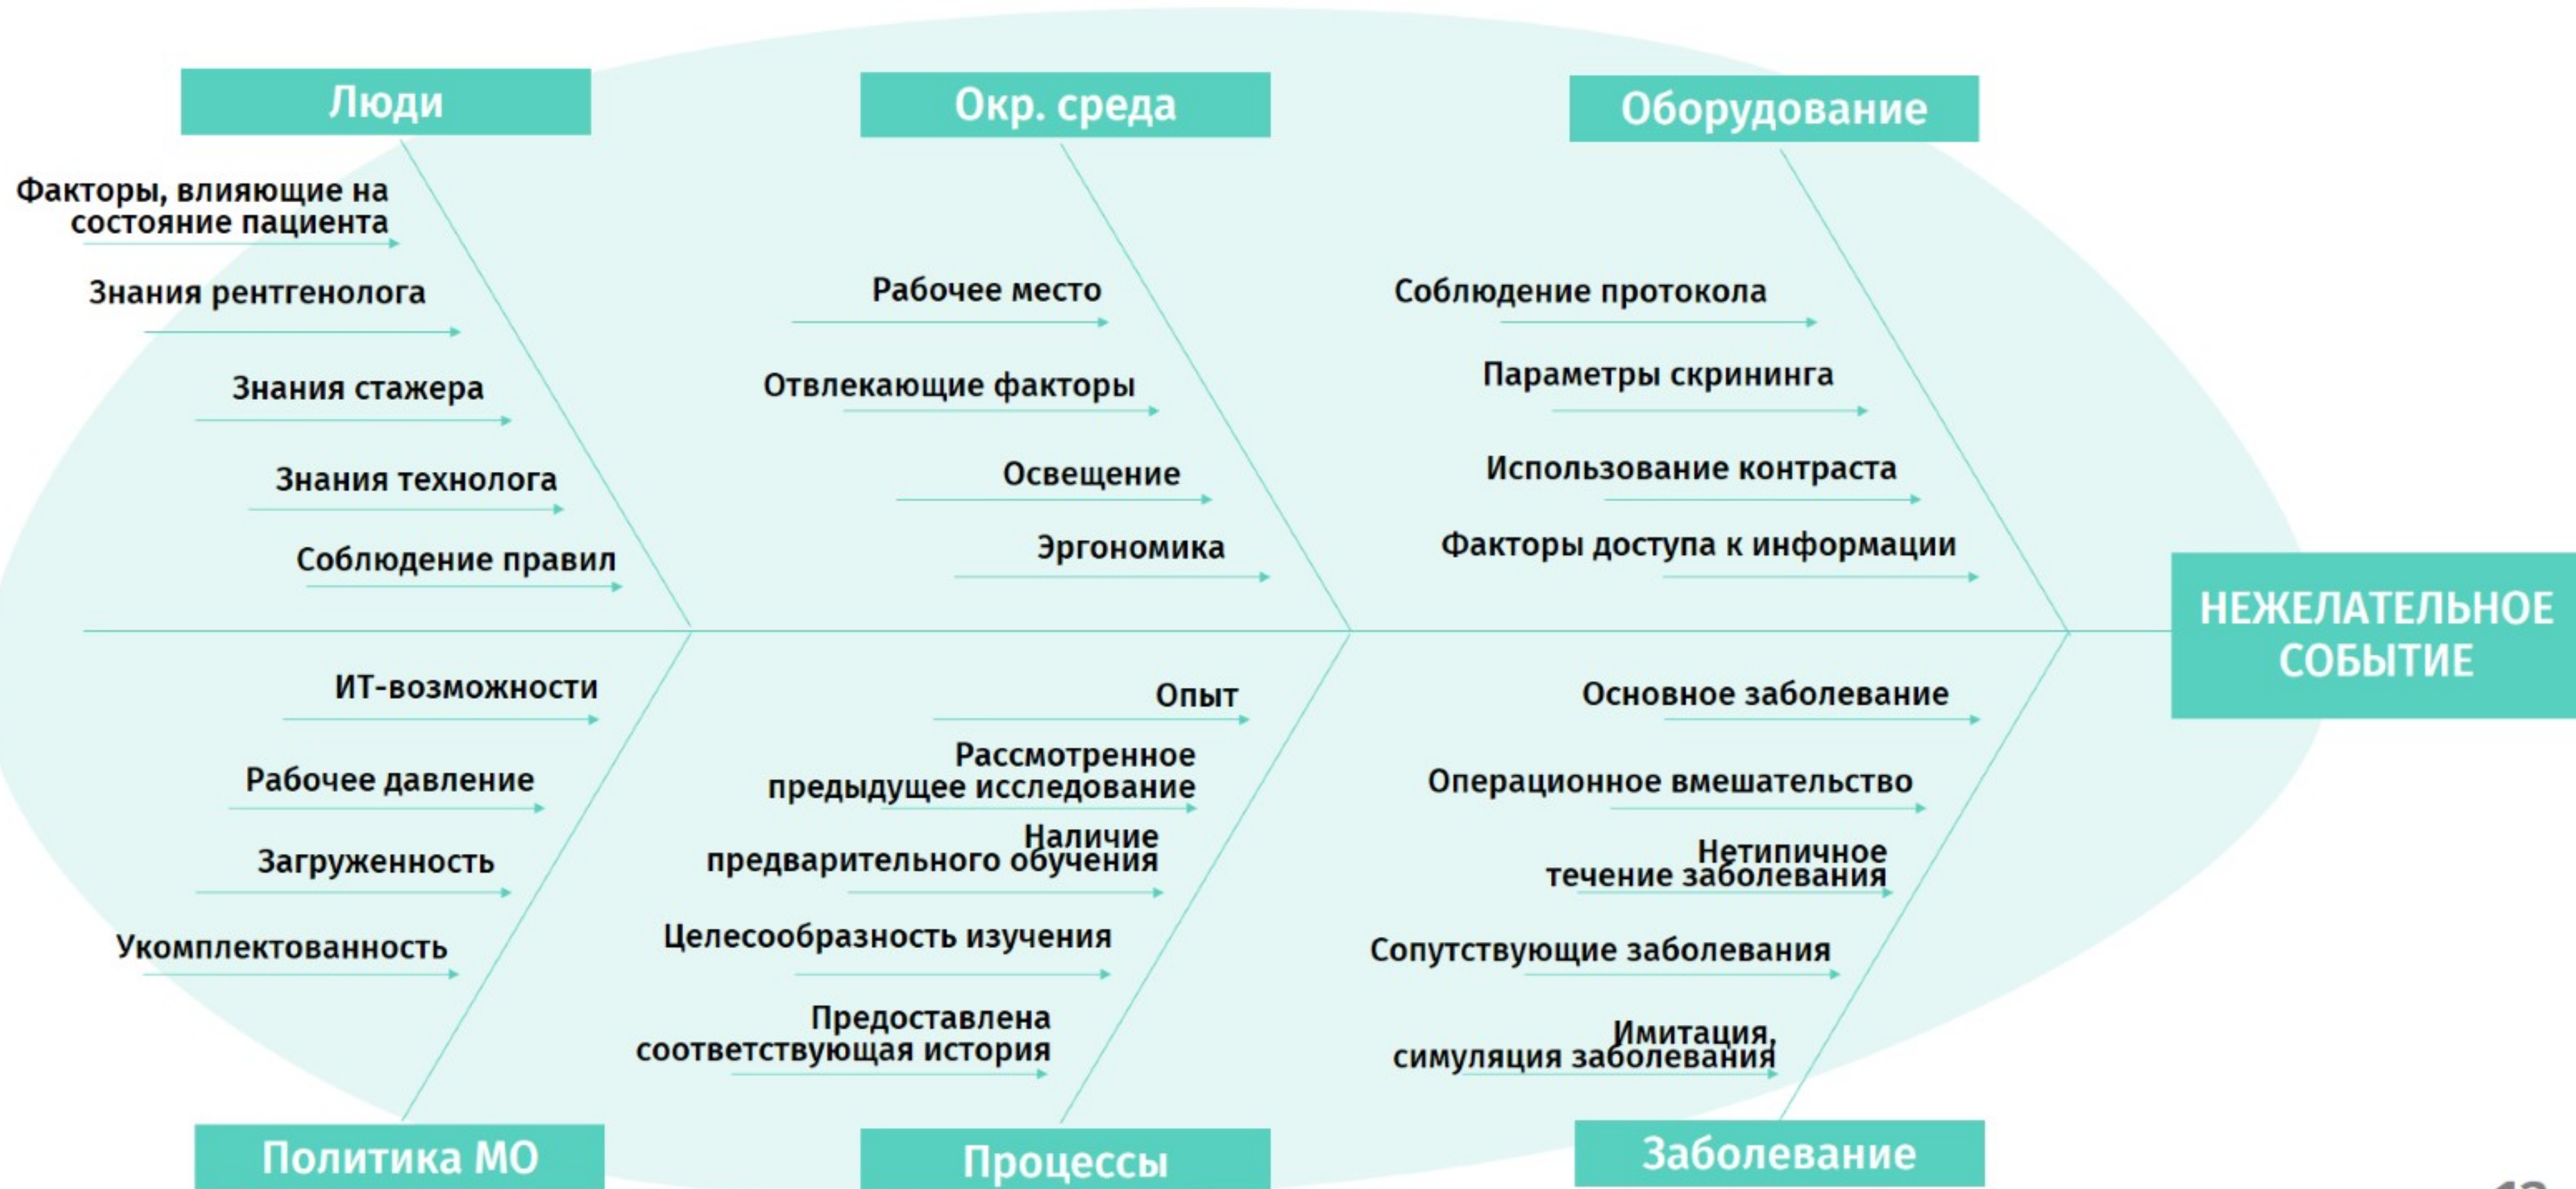 Люди
Окр. среда
Оборудование
Факторы, влияющие на
состояние пациента
Знания рентгенолога
Знания стажера
Знания технолога
Соблюдение правил
Рабочее место
Отвлекающие факторы
Освещение
Эргономика
Соблюдение протокола
Параметры скрининга
Использование контраста
Факторы доступа к информации
НЕЖЕЛАТЕЛЬНОЕ
СОБЫТИЕ
ИТ-возможности
Рабочее давление
Загруженность
Укомплектованность
Опыт
Рассмотренное
предыдущее исследование
Наличие
предварительного обучения
Целесообразность изучения
Предоставлена
соответствующая история
Основное заболевание
Операционное вмешательство
Нетипичное
течение заболевания
Сопутствующие заболевания
Имитация,
симуляция заболевания
Политика МО
Процессы
Заболевание